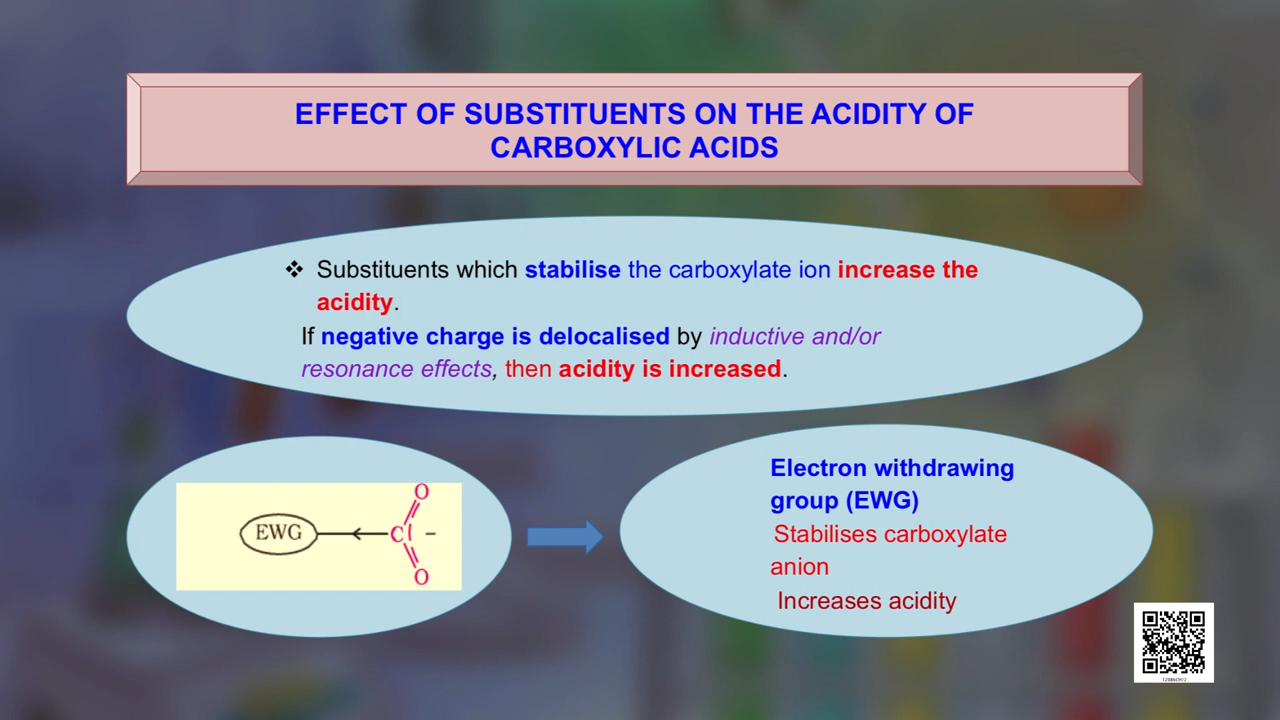 EFFECT OF SUBSTITUENTS ON THE ACIDITY OF
CARBOXYLIC ACIDS
❖ Substituents which stabilise the carboxylate ion increase the
acidity.
If negative charge is delocalised by inductive and/or
resonance effects, then acidity is increased.
EWG C O O –
Electron withdrawing
group (EWG)
Stabilises carboxylate
anion
Increases acidity